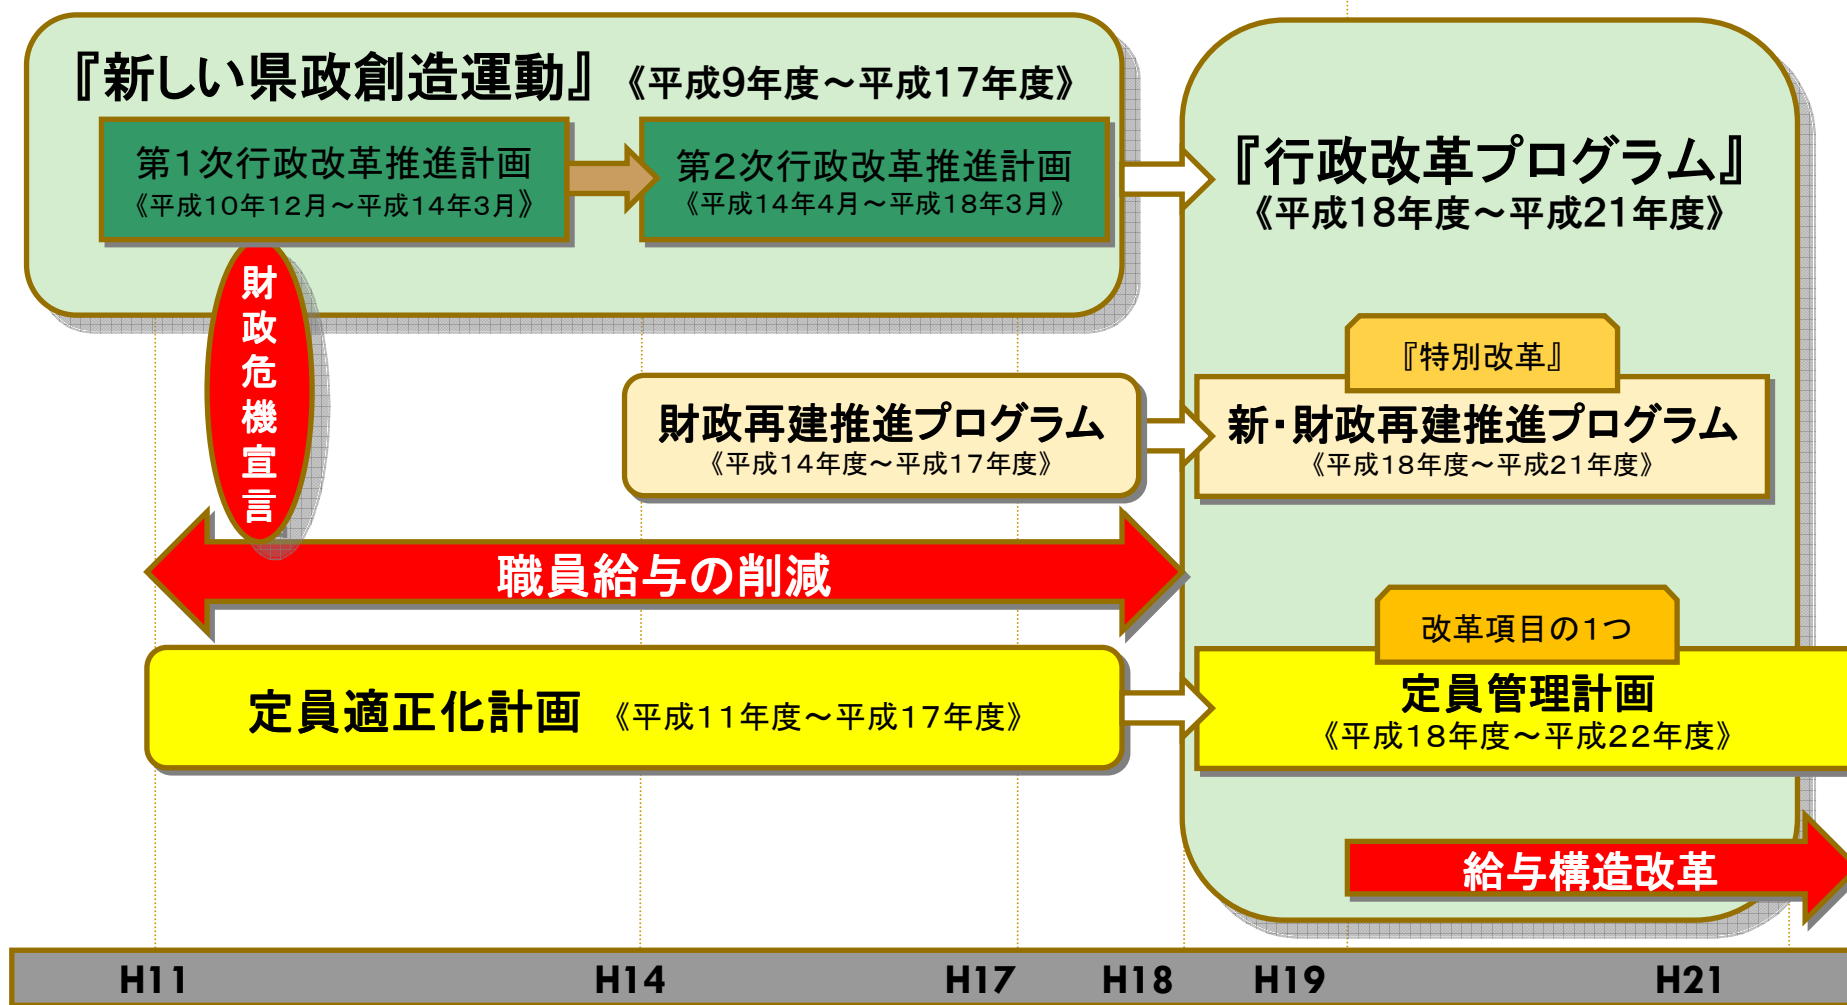 『新しい県政創造運動』 《平成9年度～平成17年度》
第1次行政改革推進計画
《平成10年12月～平成14年3月》
第2次行政改革推進計画
《平成14年4月～平成18年3月》
『行政改革プログラム』
《平成18年度～平成21年度》
財政危機宣言
『特別改革』
財政再建推進プログラム
《平成14年度～平成17年度》
新・財政再建推進プログラム
《平成18年度～平成21年度》
職員給与の削減
改革項目の1つ
定員適正化計画 《平成11年度～平成17年度》
定員管理計画
《平成18年度～平成22年度》
給与構造改革
H11 H14 H17 H18 H19 H21